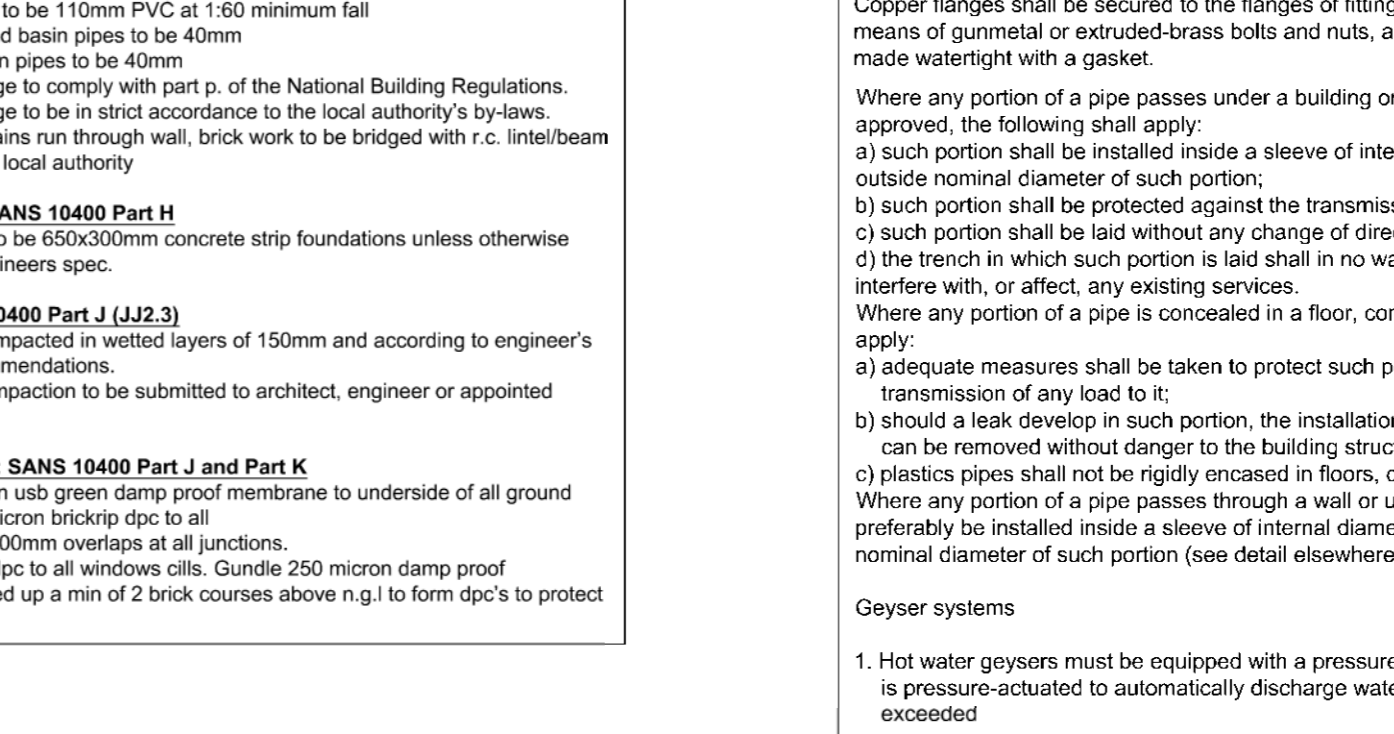 to be 110mm PVC at 1:60 minimum fall
d basin pipes to be 40mm
n pipes to be 40mm
ge to comply with part p. of the National Building Regulations.
ge to be in strict accordance to the local authority's by-laws.
ains run through wall, brick work to be bridged with r.c. lintel/beam
local authority
ANS 10400 Part H
o be 650x300mm concrete strip foundations unless otherwise
ineers spec.
0400 Part J (JJ2.3)
mpacted in wetted layers of 150mm and according to engineer's
mendations.
mpaction to be submitted to architect, engineer or appointed
: SANS 10400 Part J and Part K
n usb green damp proof membrane to underside of all ground
icron brickrip dpc to all
00mm overlaps at all junctions.
lpc to all windows cills. Gundle 250 micron damp proof
ed up a min of 2 brick courses above n.g.l to form dpc's to protect
Copper flanges shall be secured to the flanges of fitting
means of gunmetal or extruded-brass bolts and nuts, a
made watertight with a gasket.
Where any portion of a pipe passes under a building or
approved, the following shall apply:
a) such portion shall be installed inside a sleeve of inte
outside nominal diameter of such portion;
b) such portion shall be protected against the transmiss
c) such portion shall be laid without any change of dire
d) the trench in which such portion is laid shall in no wa
interfere with, or affect, any existing services.
Where any portion of a pipe is concealed in a floor, cor
apply:
a) adequate measures shall be taken to protect such p
transmission of any load to it;
b) should a leak develop in such portion, the installation
can be removed without danger to the building struc
c) plastics pipes shall not be rigidly encased in floors, c
Where any portion of a pipe passes through a wall or u
preferably be installed inside a sleeve of internal diame
nominal diameter of such portion (see detail elsewhere
Geyser systems
1. Hot water geysers must be equipped with a pressure
is pressure-actuated to automatically discharge wate
exceeded